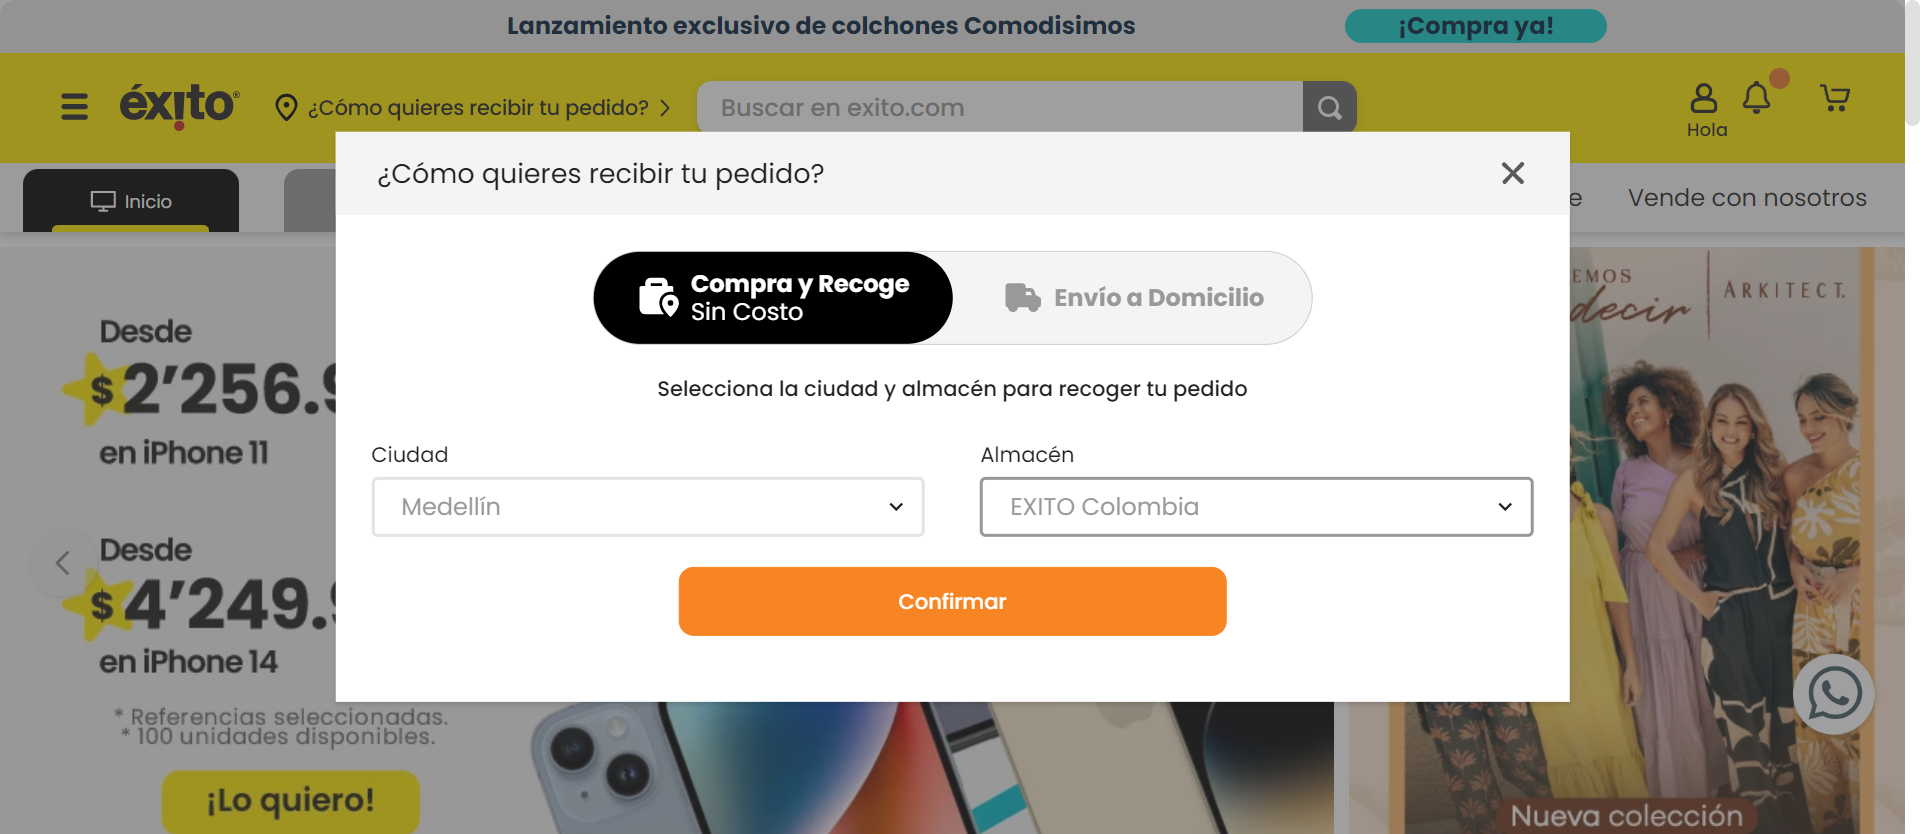 Lanzamiento exclusivo de colchones Comodisimos
¡Compra ya!
éxito®
¿Cómo quieres recibir tu pedido?
Buscar en exito.com
Hola
¿Cómo quieres recibir tu pedido?
Inicio
Vende con nosotros
Compra y Recoge
Sin Costo
Envío a Domicilio
Selecciona la ciudad y almacén para recoger tu pedido
Ciudad
Almacén
Medellín
EXITO Colombia
Confirmar
Desde
$2'256.9
en iPhone 11
Desde
$4'249.9
en iPhone 14
* Referencias seleccionadas.
* 100 unidades disponibles.
¡Lo quiero!
EMOS
decir
ARKITECT.
Nueva colección